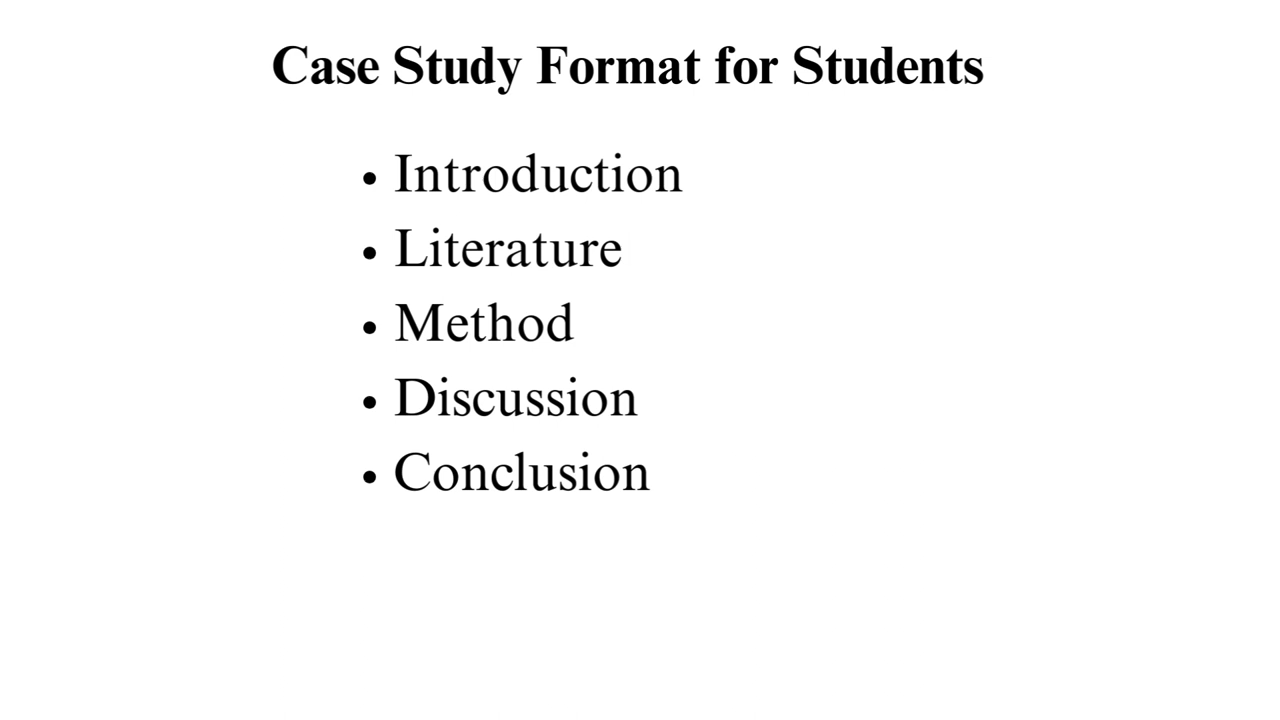 Case Study Format for Students
• Introduction
• Literature
• Method
• Discussion
• Conclusion